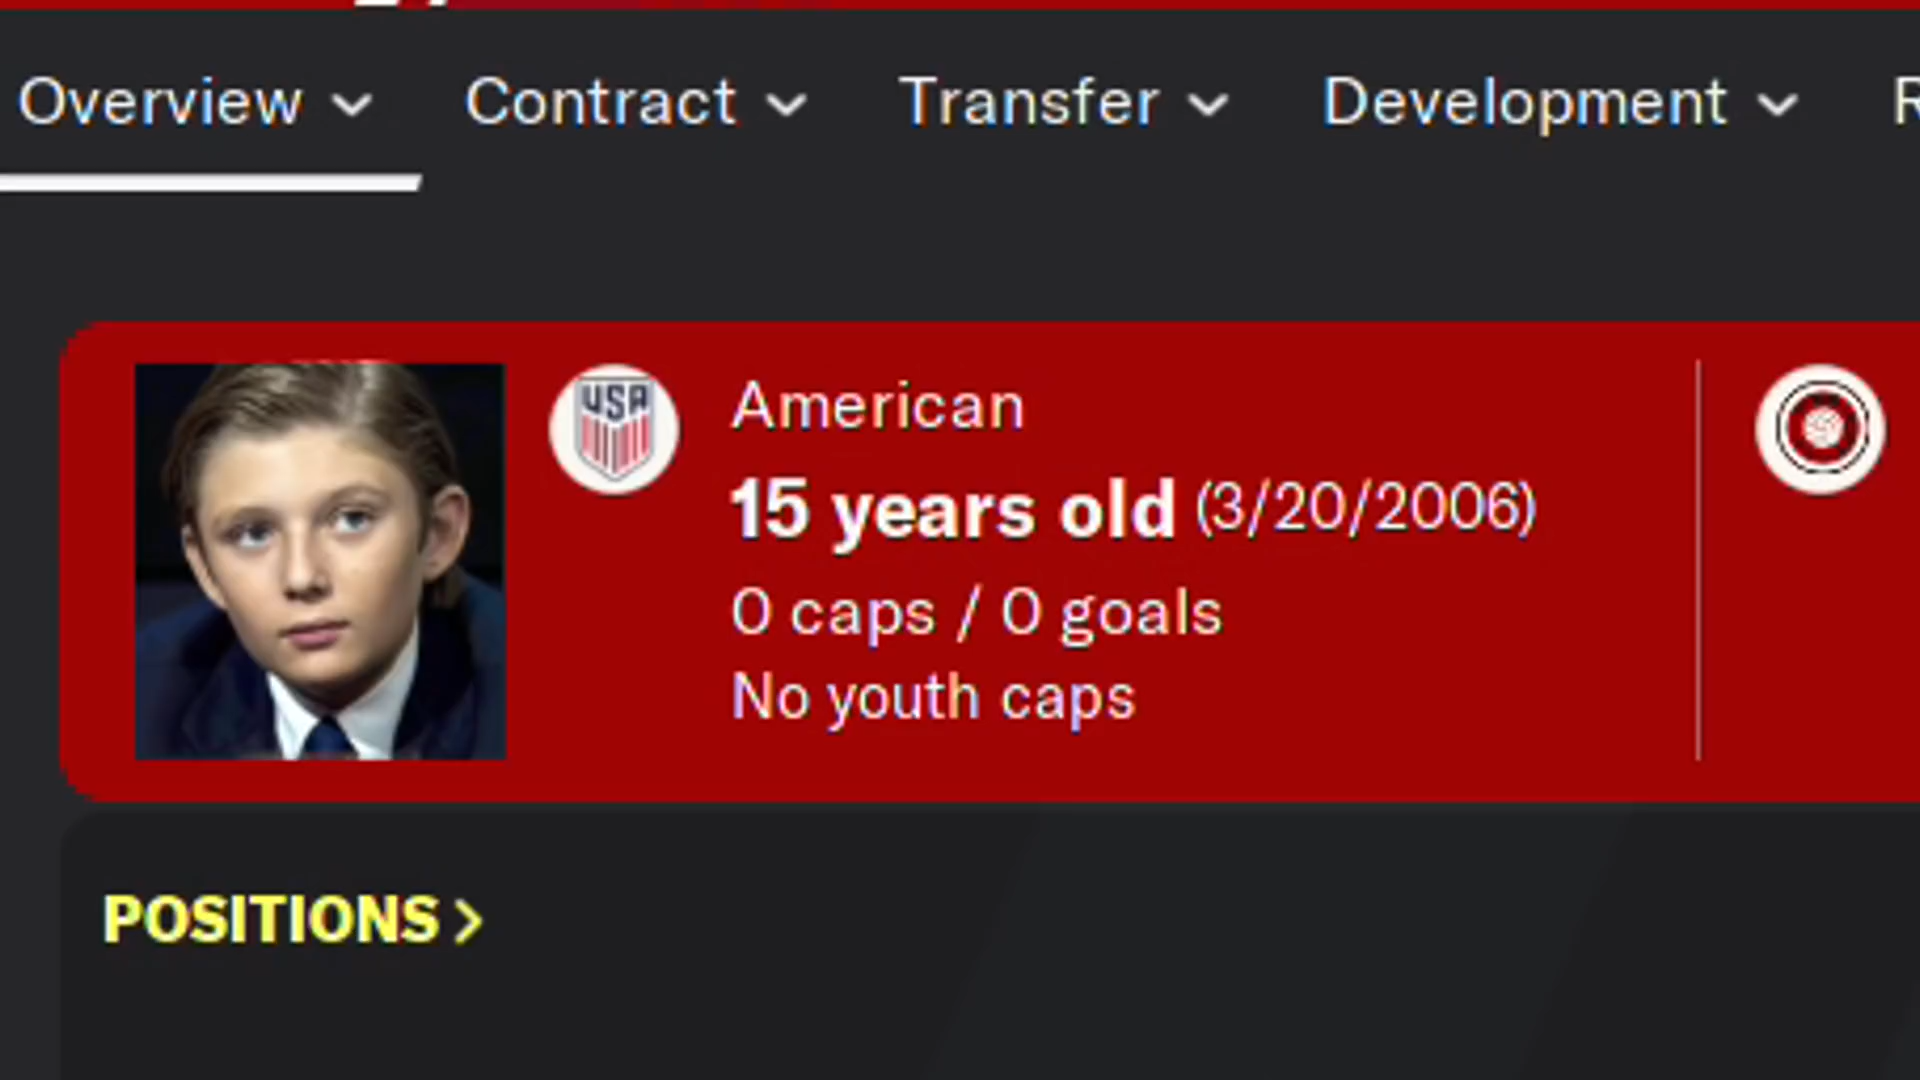 Overview Contract Transfer Development R
USA
American
15 years old (3/20/2006)
0 caps / 0 goals
No youth caps
POSITIONS